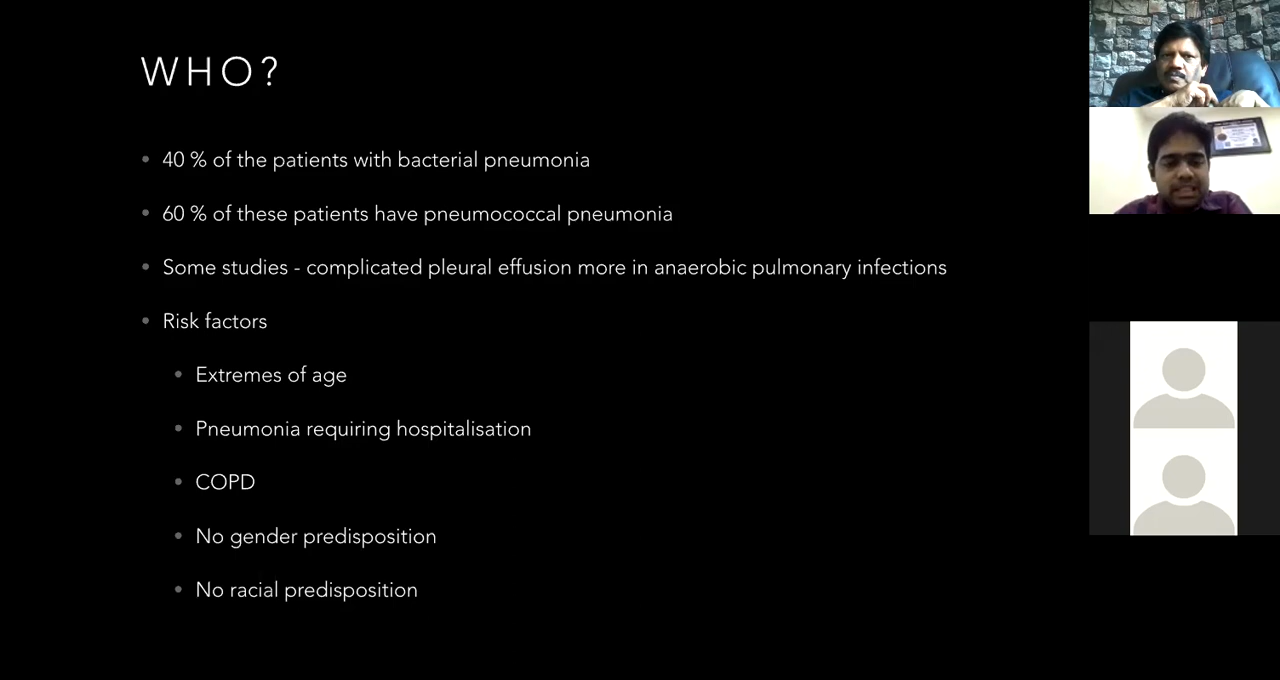 WHO?
40 % of the patients with bacterial pneumonia
60 % of these patients have pneumococcal pneumonia
Some studies - complicated pleural effusion more in anaerobic pulmonary infections
Risk factors
Extremes of age
Pneumonia requiring hospitalisation
COPD
No gender predisposition
No racial predisposition